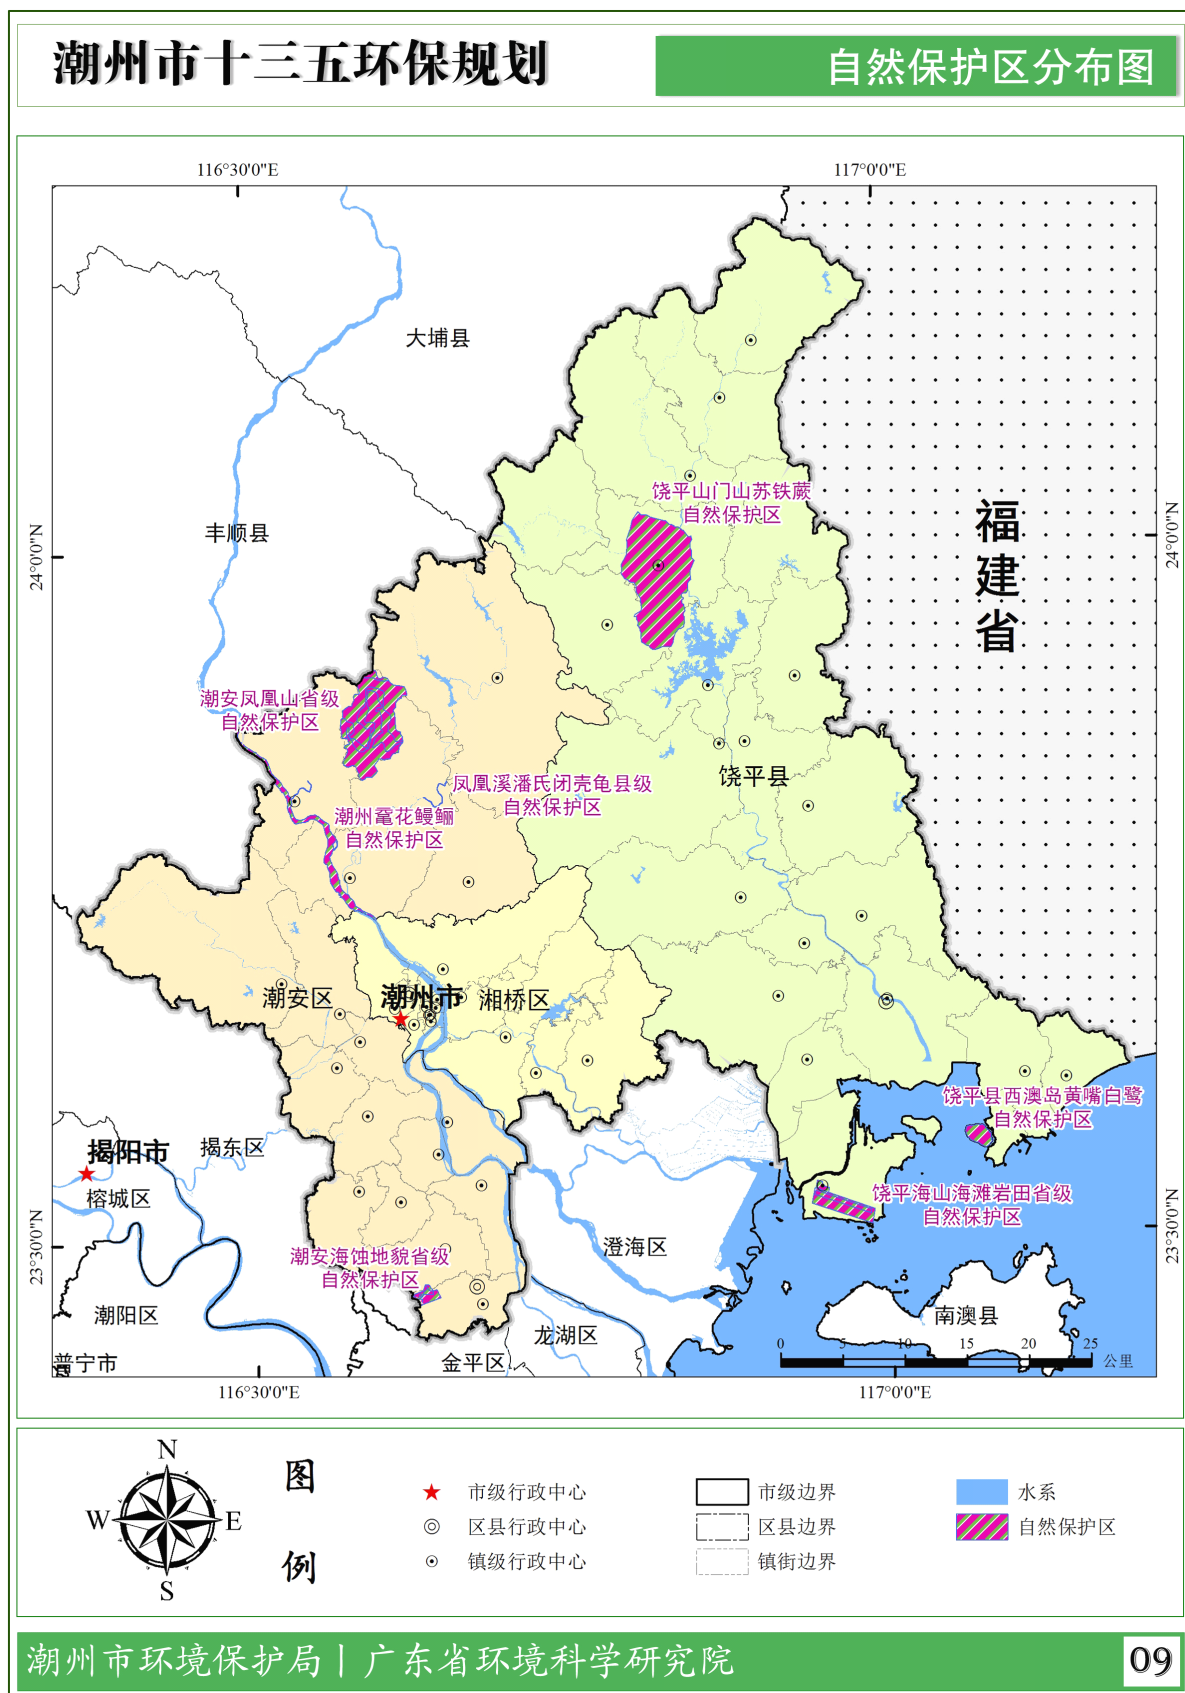 潮州市十三五环保规划
自然保护区分布图
116°30'0"E
117°0'0"E
大埔县
饶平山门山苏铁蕨
自然保护区
福建省
丰顺县
24°0'0"N
24°0'0"N
潮安凤凰山省级
自然保护区
饶平县
凤凰溪潘氏闭壳龟县级
自然保护区
潮州鼋花鳗鲡
自然保护区
潮安区
潮州市
湘桥区
饶平县西澳岛黄嘴白鹭
自然保护区
揭阳市
揭东区
榕城区
饶平海山海滩岩田省级
自然保护区
23°30'0"N
23°30'0"N
澄海区
潮安海蚀地貌省级
自然保护区
潮阳区
南澳县
龙湖区
0 5 10 15 20 25
公里
普宁市
金平区
116°30'0"E
117°0'0"E
N
W
E
S
图例
市级行政中心
区县行政中心
镇级行政中心
市级边界
区县边界
镇街边界
水系
自然保护区
潮州市环境保护局丨广东省环境科学研究院
09